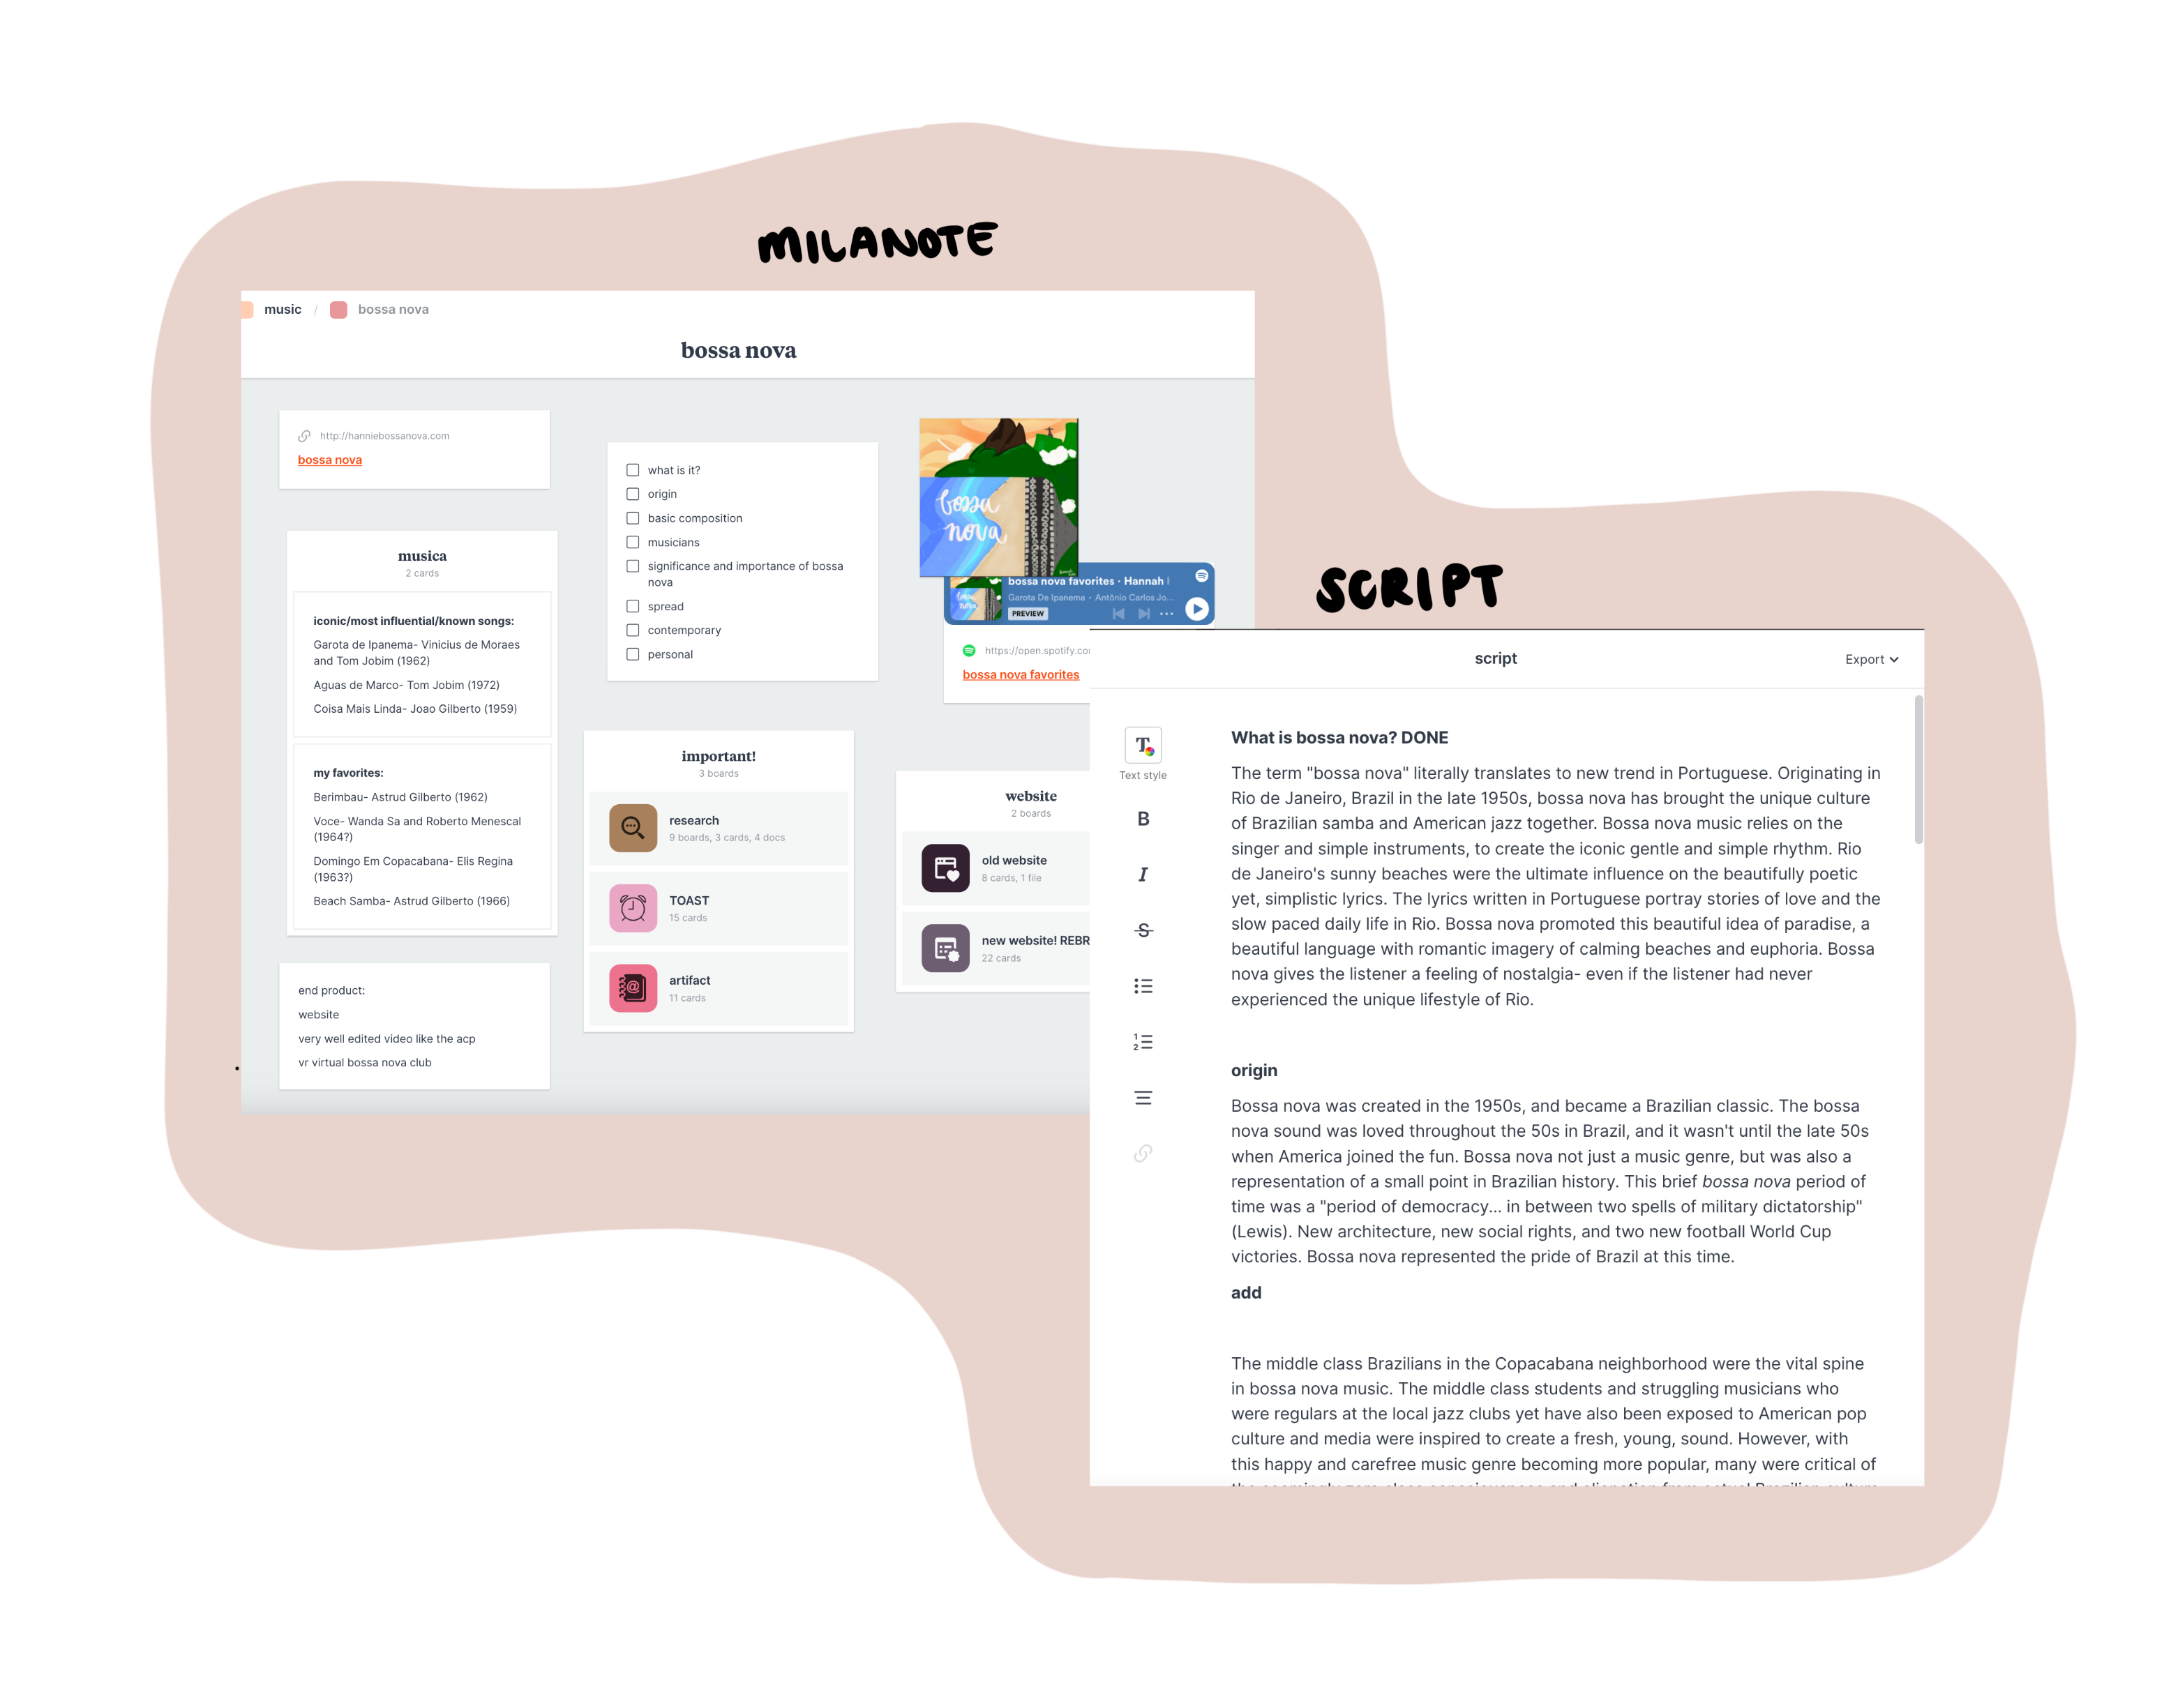 MILANOTE
music / bossa nova
bossa nova
http://hanniebossanova.com
bossa nova
musica
2 cards
iconic/most influential/known songs:
Garota de Ipanema- Vinicius de Moraes
and Tom Jobim (1962)
Aguas de Marco- Tom Jobim (1972)
Coisa Mais Linda- Joao Gilberto (1959)
my favorites:
Berimbau- Astrud Gilberto (1962)
Voce- Wanda Sa and Roberto Menescal
(1964?)
Domingo Em Copacabana- Elis Regina
(1963?)
Beach Samba- Astrud Gilberto (1966)
end product:
website
very well edited video like the acp
vr virtual bossa nova club
what is it?
origin
basic composition
musicians
significance and importance of bossa
nova
spread
contemporary
personal
important!
3 boards
research
9 boards, 3 cards, 4 docs
TOAST
15 cards
artifact
11 cards
bossa
nova
bossa nova favorites · Hannah
Garota De Ipanema • Antônio Carlos Jo...
PREVIEW
https://open.spotify.co
bossa nova favorites
website
2 boards
old website
8 cards, 1 file
new website! REBR
22 cards
SCRIPT
script
Export
Text style
What is bossa nova? DONE
The term "bossa nova" literally translates to new trend in Portuguese. Originating in
Rio de Janeiro, Brazil in the late 1950s, bossa nova has brought the unique culture
of Brazilian samba and American jazz together. Bossa nova music relies on the
singer and simple instruments, to create the iconic gentle and simple rhythm. Rio
de Janeiro's sunny beaches were the ultimate influence on the beautifully poetic
yet, simplistic lyrics. The lyrics written in Portuguese portray stories of love and the
slow paced daily life in Rio. Bossa nova promoted this beautiful idea of paradise, a
beautiful language with romantic imagery of calming beaches and euphoria. Bossa
nova gives the listener a feeling of nostalgia- even if the listener had never
experienced the unique lifestyle of Rio.
origin
Bossa nova was created in the 1950s, and became a Brazilian classic. The bossa
nova sound was loved throughout the 50s in Brazil, and it wasn't until the late 50s
when America joined the fun. Bossa nova not just a music genre, but was also a
representation of a small point in Brazilian history. This brief bossa nova period of
time was a "period of democracy... in between two spells of military dictatorship"
(Lewis). New architecture, new social rights, and two new football World Cup
victories. Bossa nova represented the pride of Brazil at this time.
add
The middle class Brazilians in the Copacabana neighborhood were the vital spine
in bossa nova music. The middle class students and struggling musicians who
were regulars at the local jazz clubs yet have also been exposed to American pop
culture and media were inspired to create a fresh, young, sound. However, with
this happy and carefree music genre becoming more popular, many were critical of